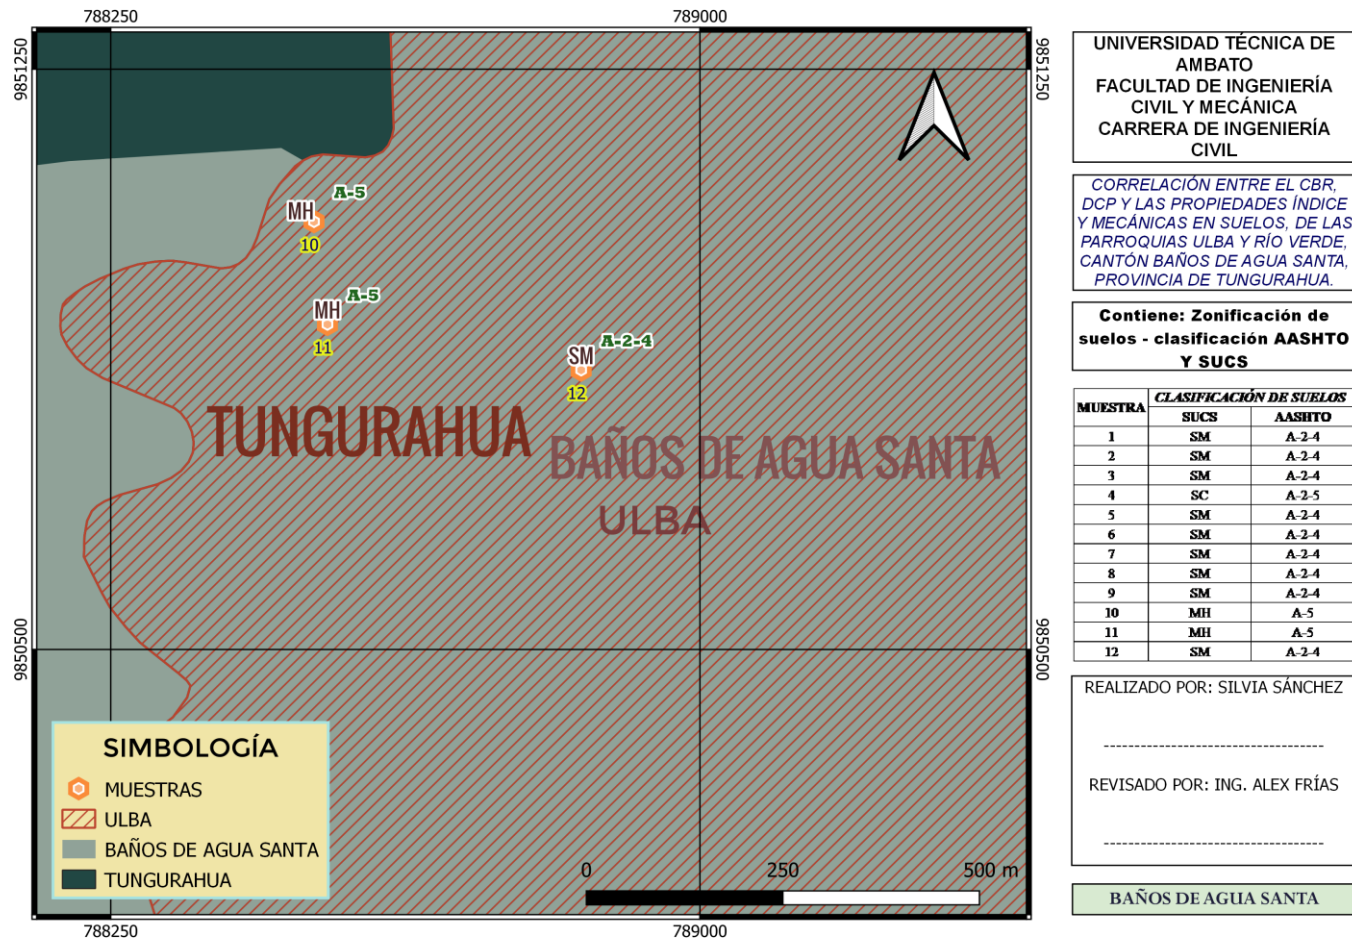 788250
789000
9851250
9851250
A-5
MH
10
A-5
MH
11
A-2-4
SM
12
TUNGURAHUA
BAÑOS DE AGUA SANTA
ULBA
9850500
9850500
SIMBOLOGÍA
MUESTRAS
ULBA
BAÑOS DE AGUA SANTA
TUNGURAHUA
0 250 500 m
788250
789000
UNIVERSIDAD TÉCNICA DE
AMBATO
FACULTAD DE INGENIERÍA
CIVIL Y MECÁNICA
CARRERA DE INGENIERÍA
CIVIL
CORRELACIÓN ENTRE EL CBR,
DCP Y LAS PROPIEDADES ÍNDICE
Y MECÁNICAS EN SUELOS, DE LAS
PARROQUIAS ULBA Y RÍO VERDE,
CANTÓN BAÑOS DE AGUA SANTA,
PROVINCIA DE TUNGURAHUA.
Contiene: Zonificación de
suelos - clasificación AASHTO
Y SUCS
MUESTRA CLASIFICACIÓN DE SUELOS
SUCS AASHTO
1 SM A-2-4
2 SM A-2-4
3 SM A-2-4
4 SC A-2-5
5 SM A-2-4
6 SM A-2-4
7 SM A-2-4
8 SM A-2-4
9 SM A-2-4
10 MH A-5
11 MH A-5
12 SM A-2-4
REALIZADO POR: SILVIA SÁNCHEZ
------------------------------------
REVISADO POR: ING. ALEX FRÍAS
------------------------------------
BAÑOS DE AGUA SANTA